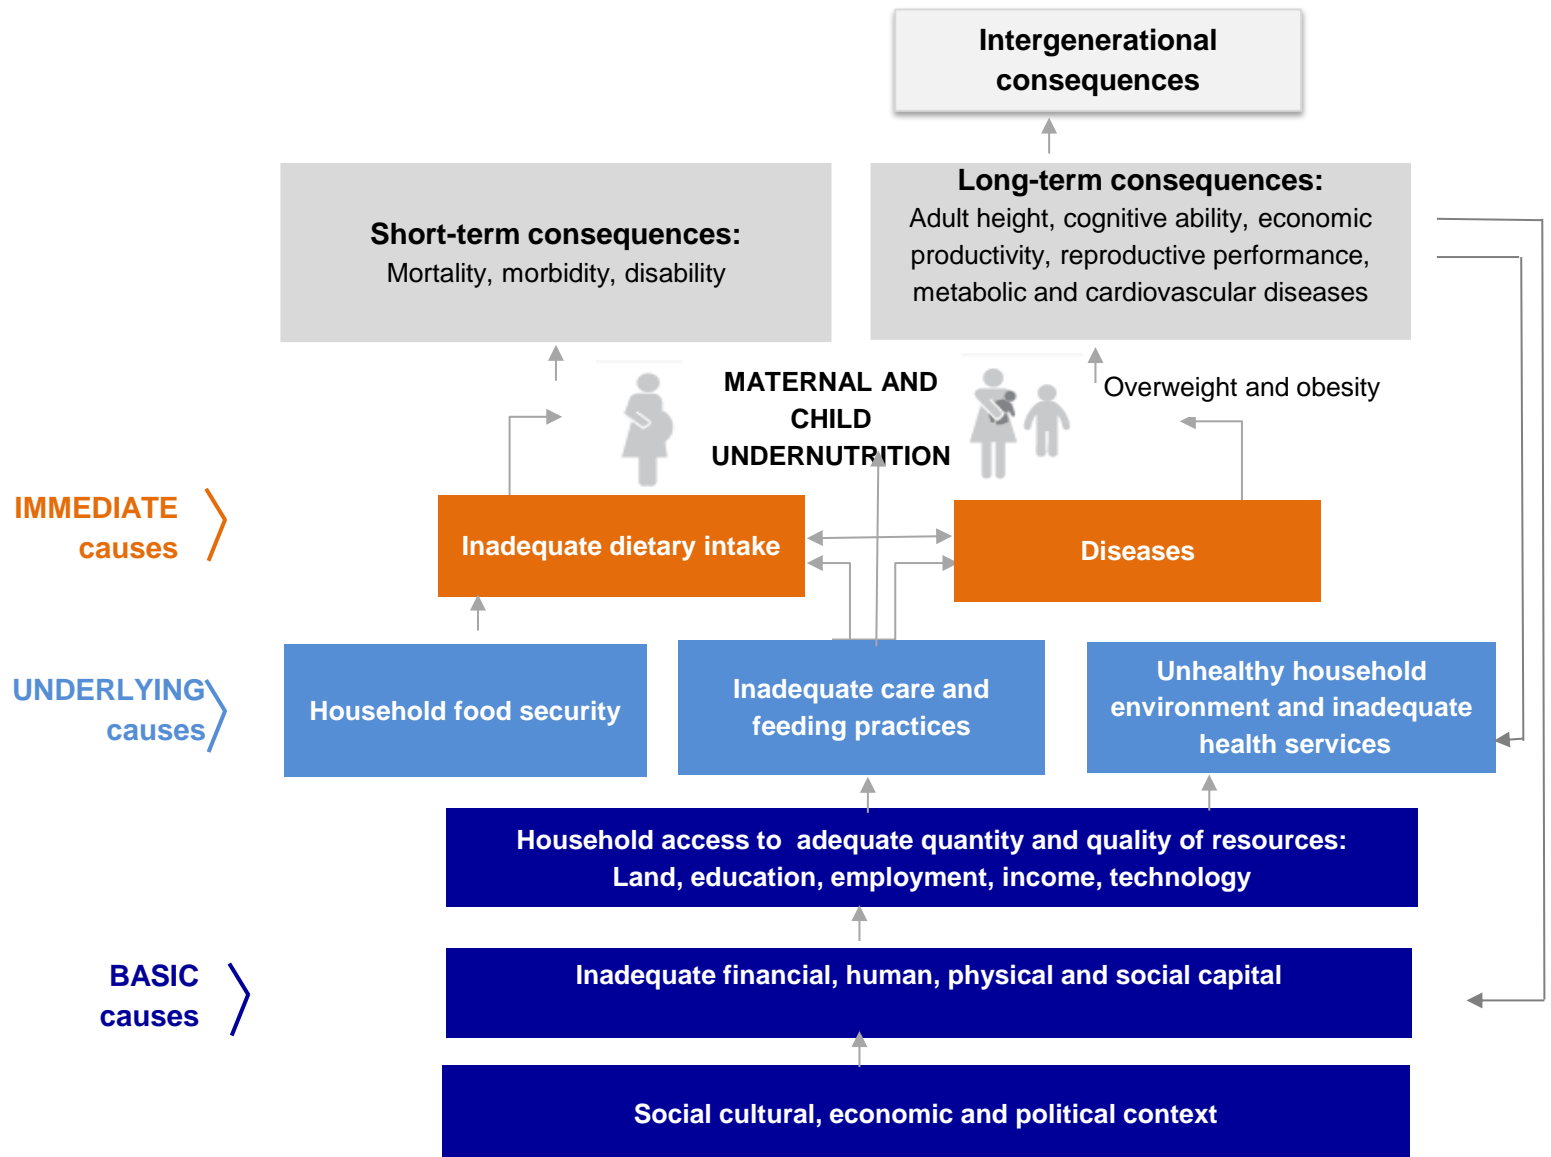 Intergenerational
consequences
Short-term consequences:
Mortality, morbidity, disability
Long-term consequences:
Adult height, cognitive ability, economic
productivity, reproductive performance,
metabolic and cardiovascular diseases
MATERNAL AND
CHILD
UNDERNUTRITION
Overweight and obesity
IMMEDIATE
causes
Inadequate dietary intake
Diseases
UNDERLYING
causes
Household food security
Inadequate care and
feeding practices
Unhealthy household
environment and inadequate
health services
Household access to adequate quantity and quality of resources:
Land, education, employment, income, technology
BASIC
causes
Inadequate financial, human, physical and social capital
Social cultural, economic and political context